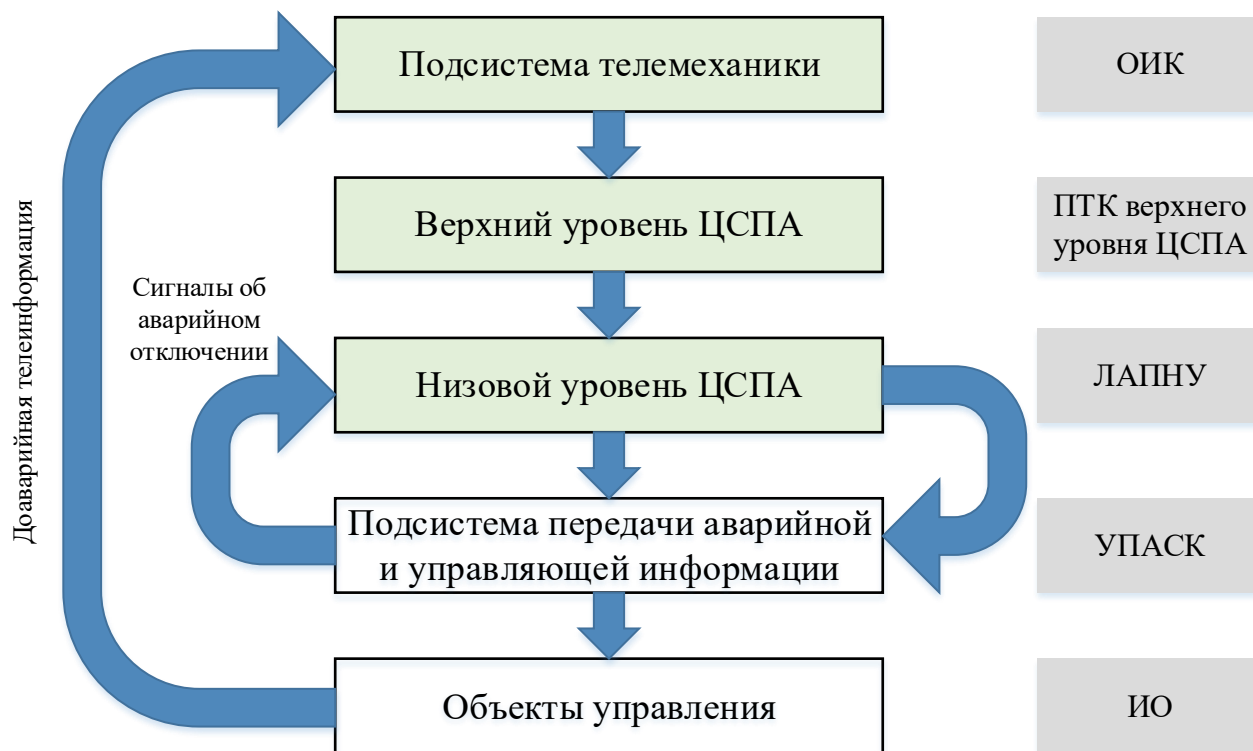 Подсистема телемеханики
ОИК
Верхний уровень ЦСПА
ПТК верхнего
уровня ЦСПА
Доаварийная телеинформация
Сигналы об
аварийном
отключении
Низовой уровень ЦСПА
ЛАПНУ
Подсистема передачи аварийной
и управляющей информации
УПАСК
Объекты управления
ИО